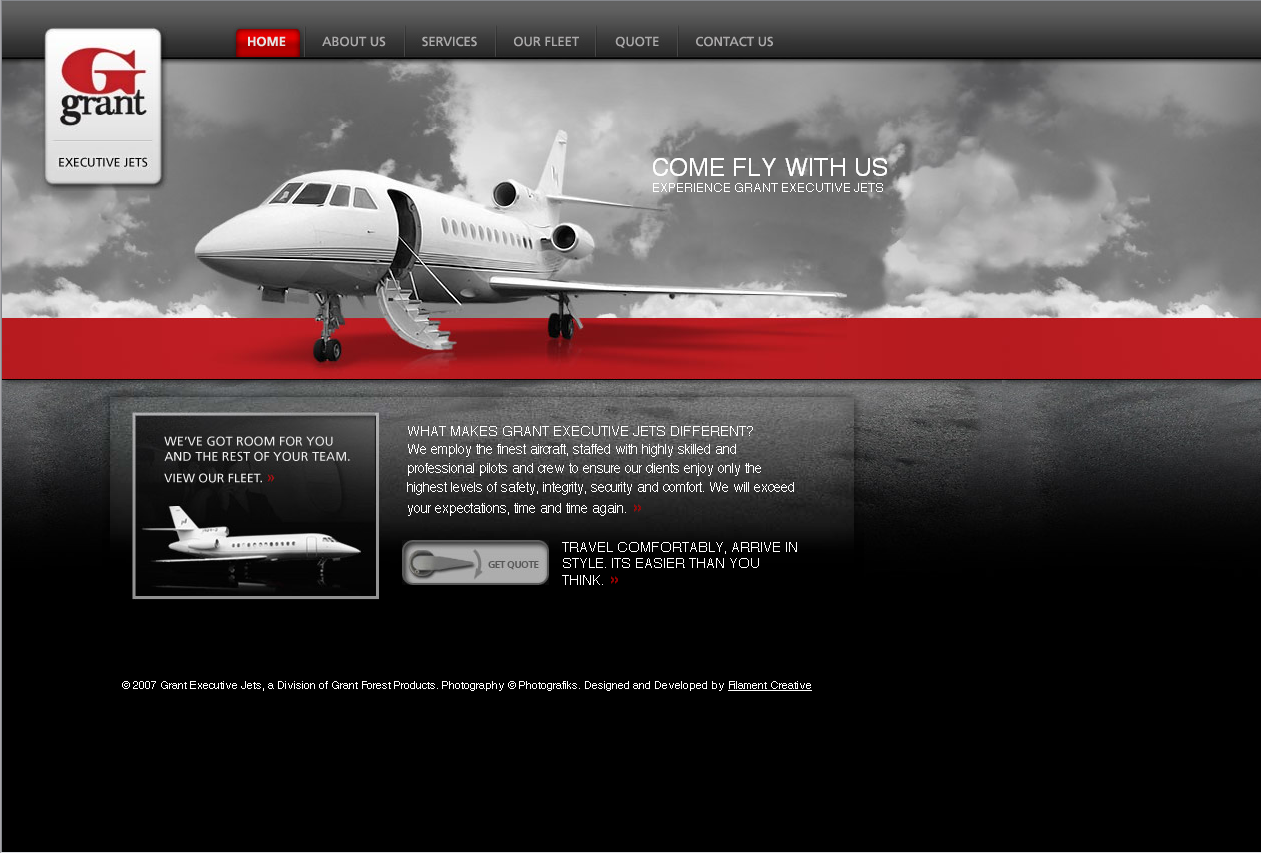 HOME ABOUT US SERVICES OUR FLEET QUOTE CONTACT US
G
grant
EXECUTIVE JETS
COME FLY WITH US
EXPERIENCE GRANT EXECUTIVE JETS
WE'VE GOT ROOM FOR YOU
AND THE REST OF YOUR TEAM.
VIEW OUR FLEET. »
WHAT MAKES GRANT EXECUTIVE JETS DIFFERENT?
We employ the finest aircraft, staffed with highly skilled and
professional pilots and crew to ensure our clients enjoy only the
highest levels of safety, integrity, security and comfort. We will exceed
your expectations, time and time again. »
GET QUOTE
TRAVEL COMFORTABLY, ARRIVE IN
STYLE. ITS EASIER THAN YOU
THINK. »
© 2007 Grant Executive Jets, a Division of Grant Forest Products. Photography © Photografiks. Designed and Developed by Filament Creative